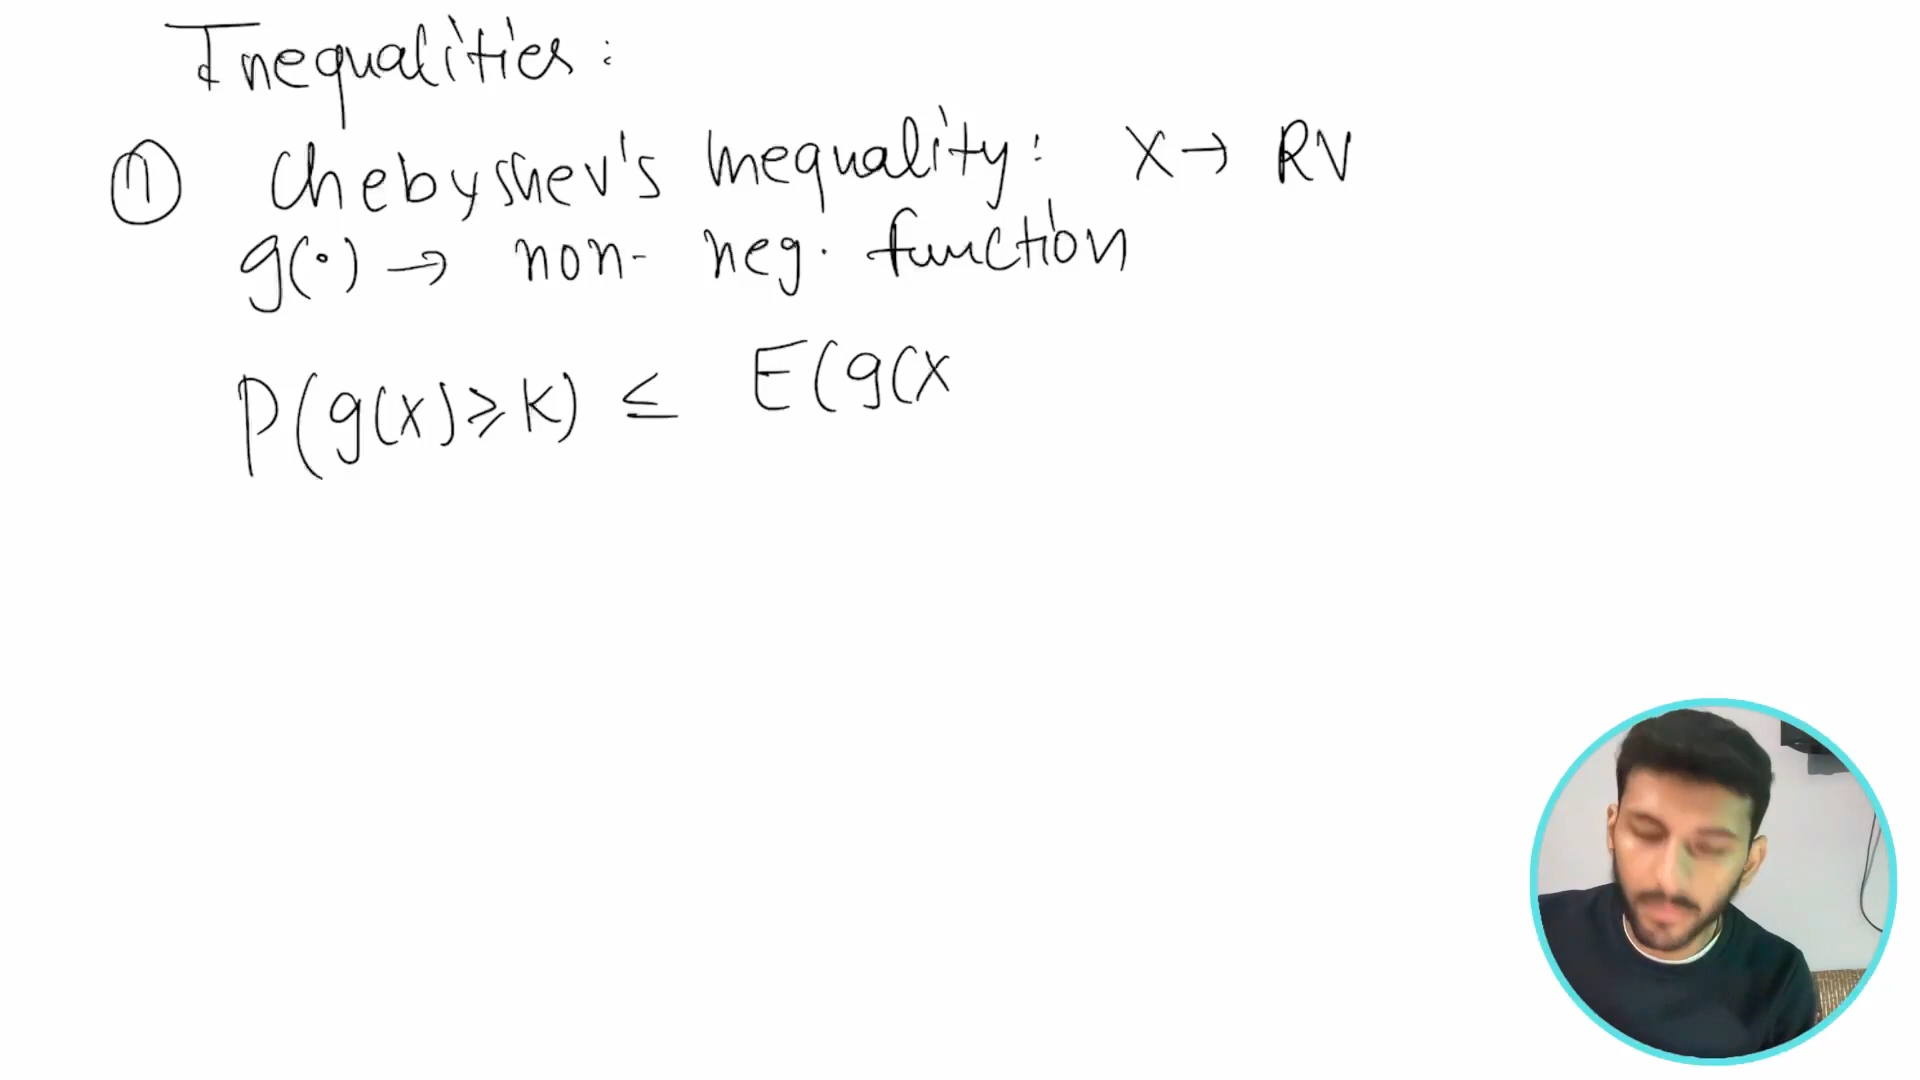 Inequalities :
① Chebyshev's Inequality : X → RV
g(·) → non- neg. function
P(g(X) ≥ K) ≤ E(g(X